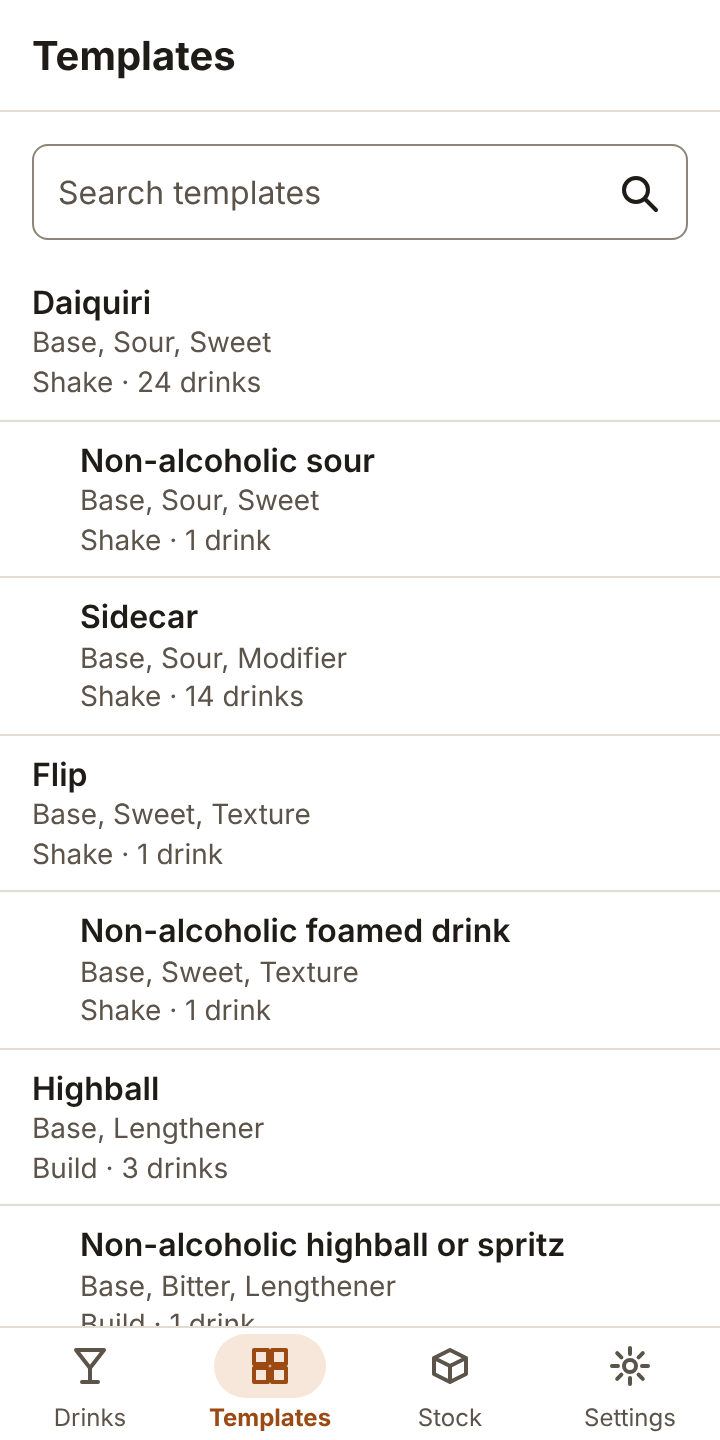 Templates
Search templates
Daiquiri
Base, Sour, Sweet
Shake · 24 drinks
Non-alcoholic sour
Base, Sour, Sweet
Shake · 1 drink
Sidecar
Base, Sour, Modifier
Shake · 14 drinks
Flip
Base, Sweet, Texture
Shake · 1 drink
Non-alcoholic foamed drink
Base, Sweet, Texture
Shake · 1 drink
Highball
Base, Lengthener
Build · 3 drinks
Non-alcoholic highball or spritz
Base, Bitter, Lengthener
Build · 1 drink
Drinks
Templates
Stock
Settings